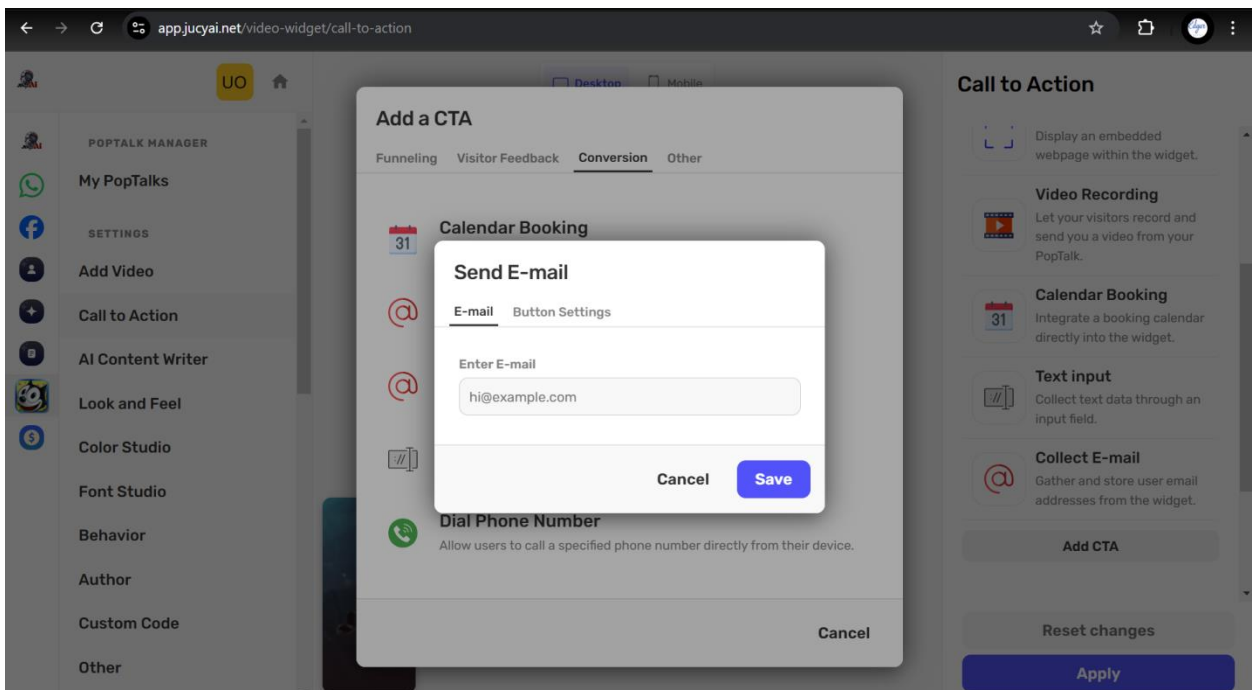 app.jucyai.net/video-widget/call-to-action
UO
POPTALK MANAGER
My PopTalks
SETTINGS
Add Video
Call to Action
AI Content Writer
Look and Feel
Color Studio
Font Studio
Behavior
Author
Custom Code
Other
Desktop
Mobile
Add a CTA
Funneling
Visitor Feedback
Conversion
Other
31
Calendar Booking
Send E-mail
E-mail
Button Settings
Enter E-mail
hi@example.com
Cancel
Save
Dial Phone Number
Allow users to call a specified phone number directly from their device.
Cancel
Call to Action
Display an embedded
webpage within the widget.
Video Recording
Let your visitors record and
send you a video from your
PopTalk.
31
Calendar Booking
Integrate a booking calendar
directly into the widget.
Text input
Collect text data through an
input field.
Collect E-mail
Gather and store user email
addresses from the widget.
Add CTA
Reset changes
Apply